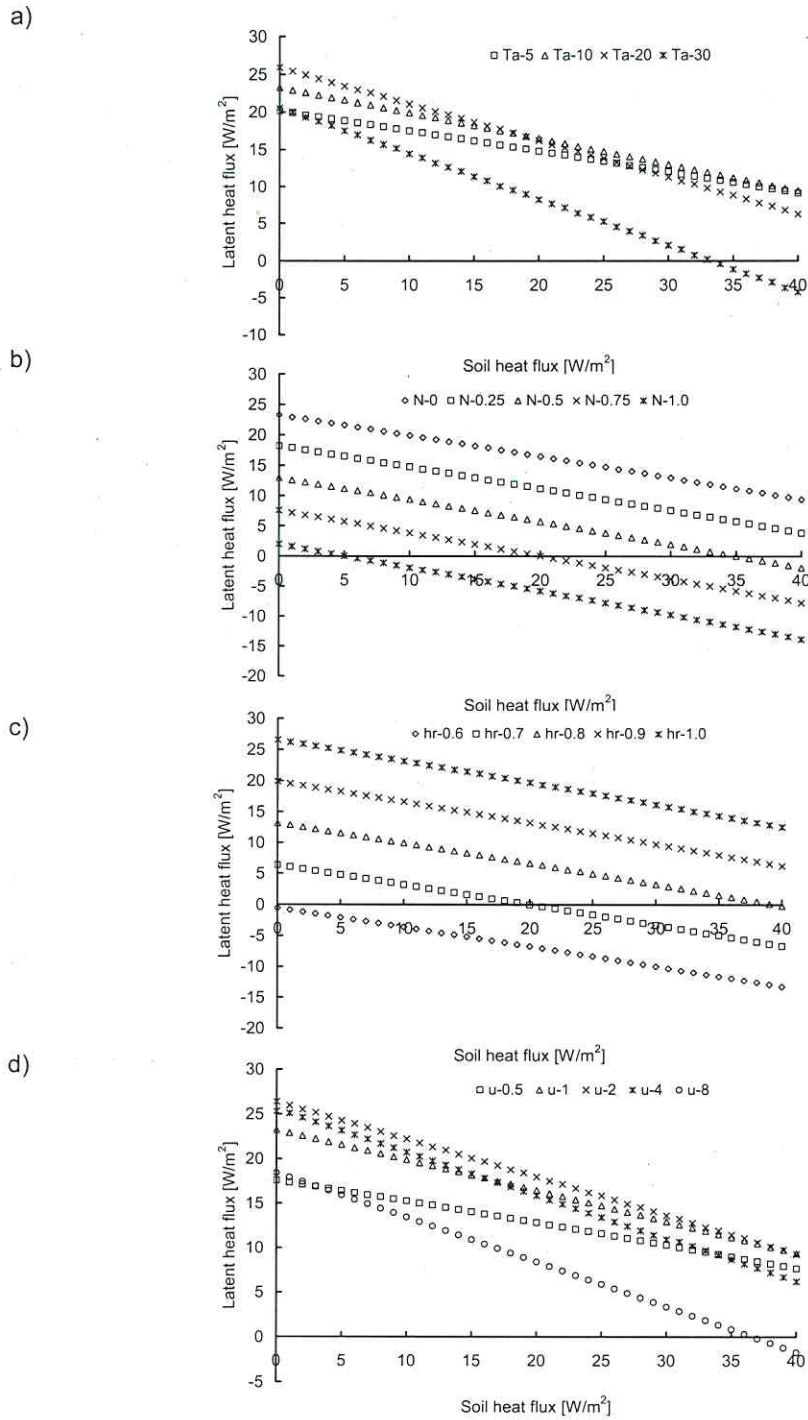 a)
30
25
20
15
10
5
0
-5
-10
Latent heat flux [W/m²]
Ta-5 Ta-10 Ta-20 Ta-30
0 5 10 15 20 25 30 35 40
Soil heat flux [W/m²]
b)
30
25
20
15
10
5
0
-5
-10
-15
-20
Latent heat flux [W/m²]
N-0 N-0.25 N-0.5 N-0.75 N-1.0
0 5 10 15 20 25 30 35 40
Soil heat flux [W/m²]
c)
30
25
20
15
10
5
0
-5
-10
-15
-20
Latent heat flux [W/m²]
hr-0.6 hr-0.7 hr-0.8 hr-0.9 hr-1.0
0 5 10 15 20 25 30 35 40
Soil heat flux [W/m²]
d)
30
25
20
15
10
5
0
-5
Latent heat flux [W/m²]
u-0.5 u-1 u-2 u-4 u-8
0 5 10 15 20 25 30 35 40
Soil heat flux [W/m²]